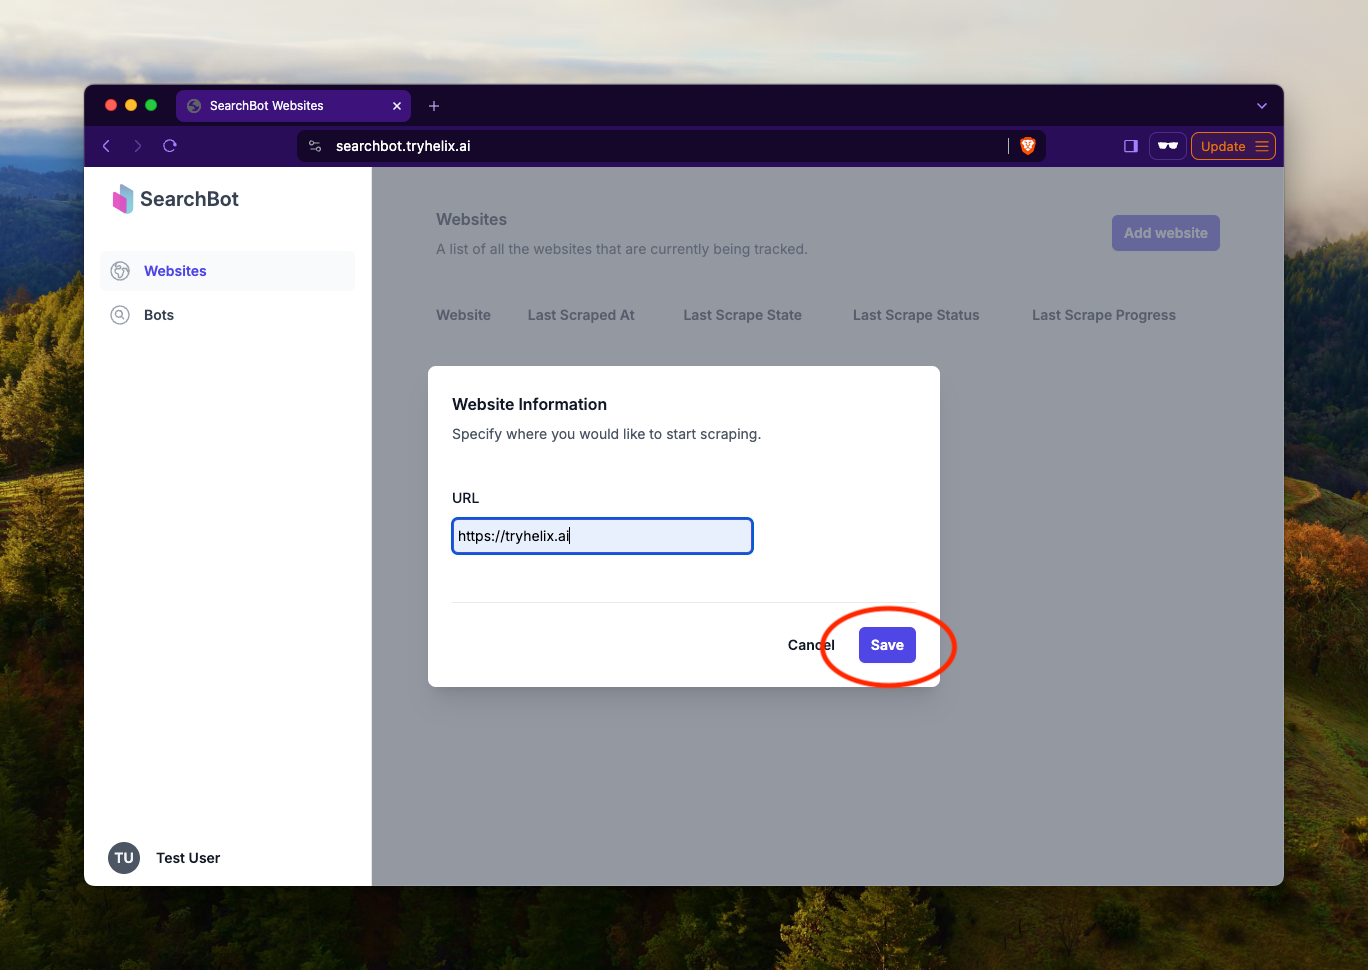 SearchBot Websites
searchbot.tryhelix.ai
Update
SearchBot
Websites
Bots
TU
Test User
Websites
A list of all the websites that are currently being tracked.
Add website
Website Last Scraped At Last Scrape State Last Scrape Status Last Scrape Progress
Website Information
Specify where you would like to start scraping.
URL
https://tryhelix.ai
Cancel Save